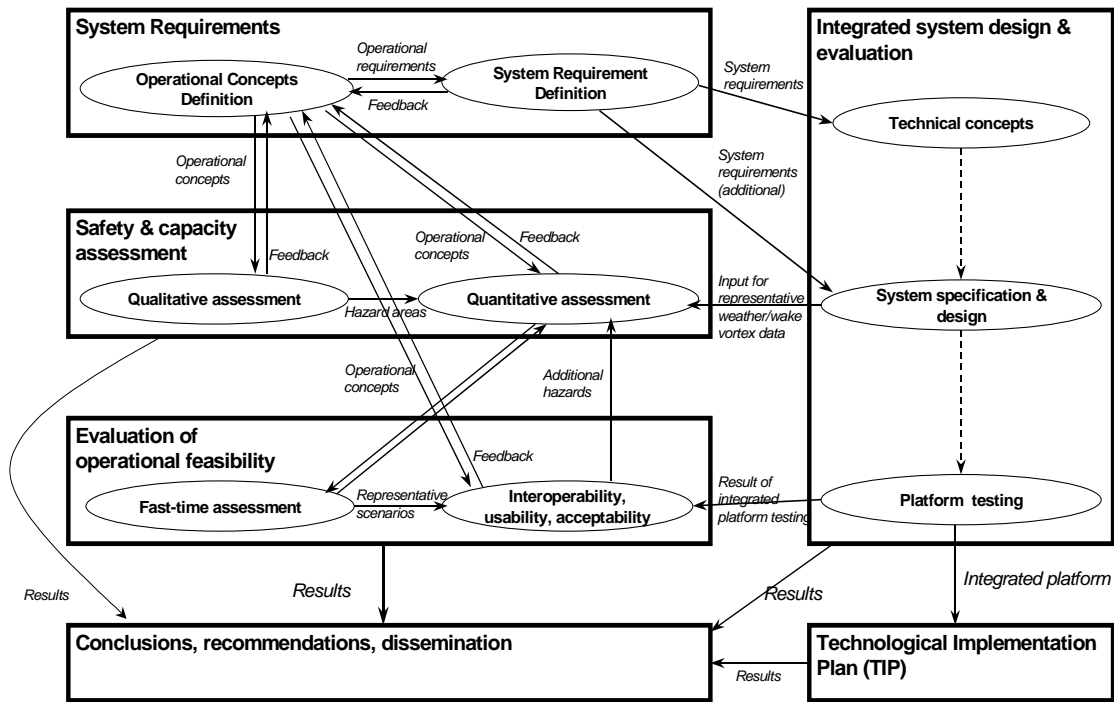 System Requirements
Operational Concepts
Definition
Operational
requirements
Feedback
System Requirement
Definition
System
requirements
Integrated system design &
evaluation
Technical concepts
Operational
concepts
System
requirements
(additional)
Safety & capacity
assessment
Feedback
Operational
concepts
Feedback
Qualitative assessment
Hazard areas
Quantitative assessment
Input for
representative
weather/wake
vortex data
System specification &
design
Operational
concepts
Additional
hazards
Evaluation of
operational feasibility
Feedback
Fast-time assessment
Representative
scenarios
Interoperability,
usability, acceptability
Result of
integrated
platform testing
Platform testing
Results
Results
Results
Integrated platform
Conclusions, recommendations, dissemination
Results
Technological Implementation
Plan (TIP)